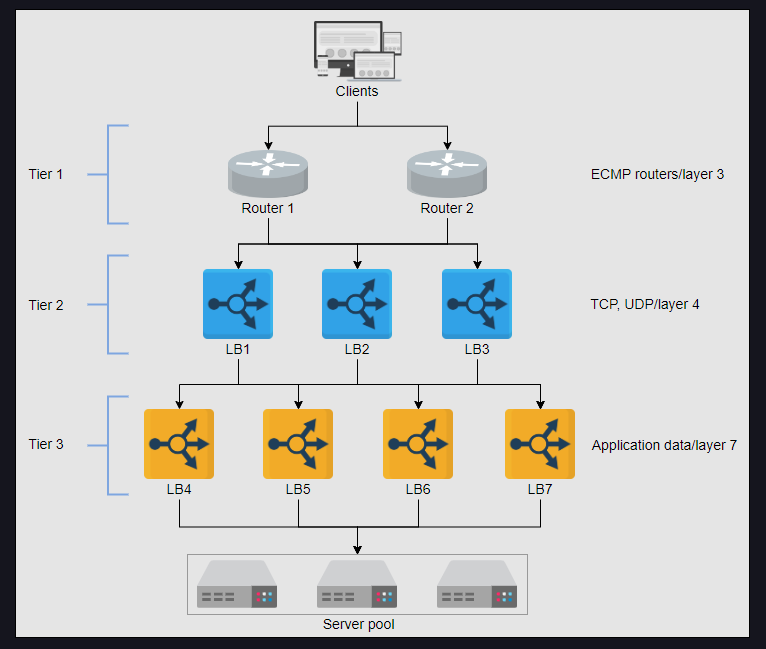 Clients
Tier 1
Router 1
Router 2
ECMP routers/layer 3
Tier 2
LB1
LB2
LB3
TCP, UDP/layer 4
Tier 3
LB4
LB5
LB6
LB7
Application data/layer 7
Server pool